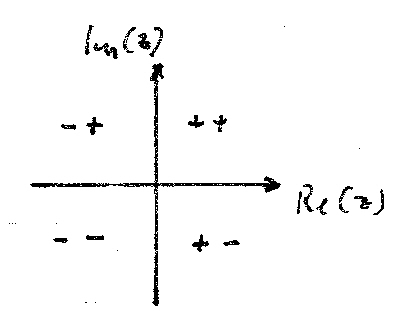 Im(z)
- + + +
Re(z)
- - + -